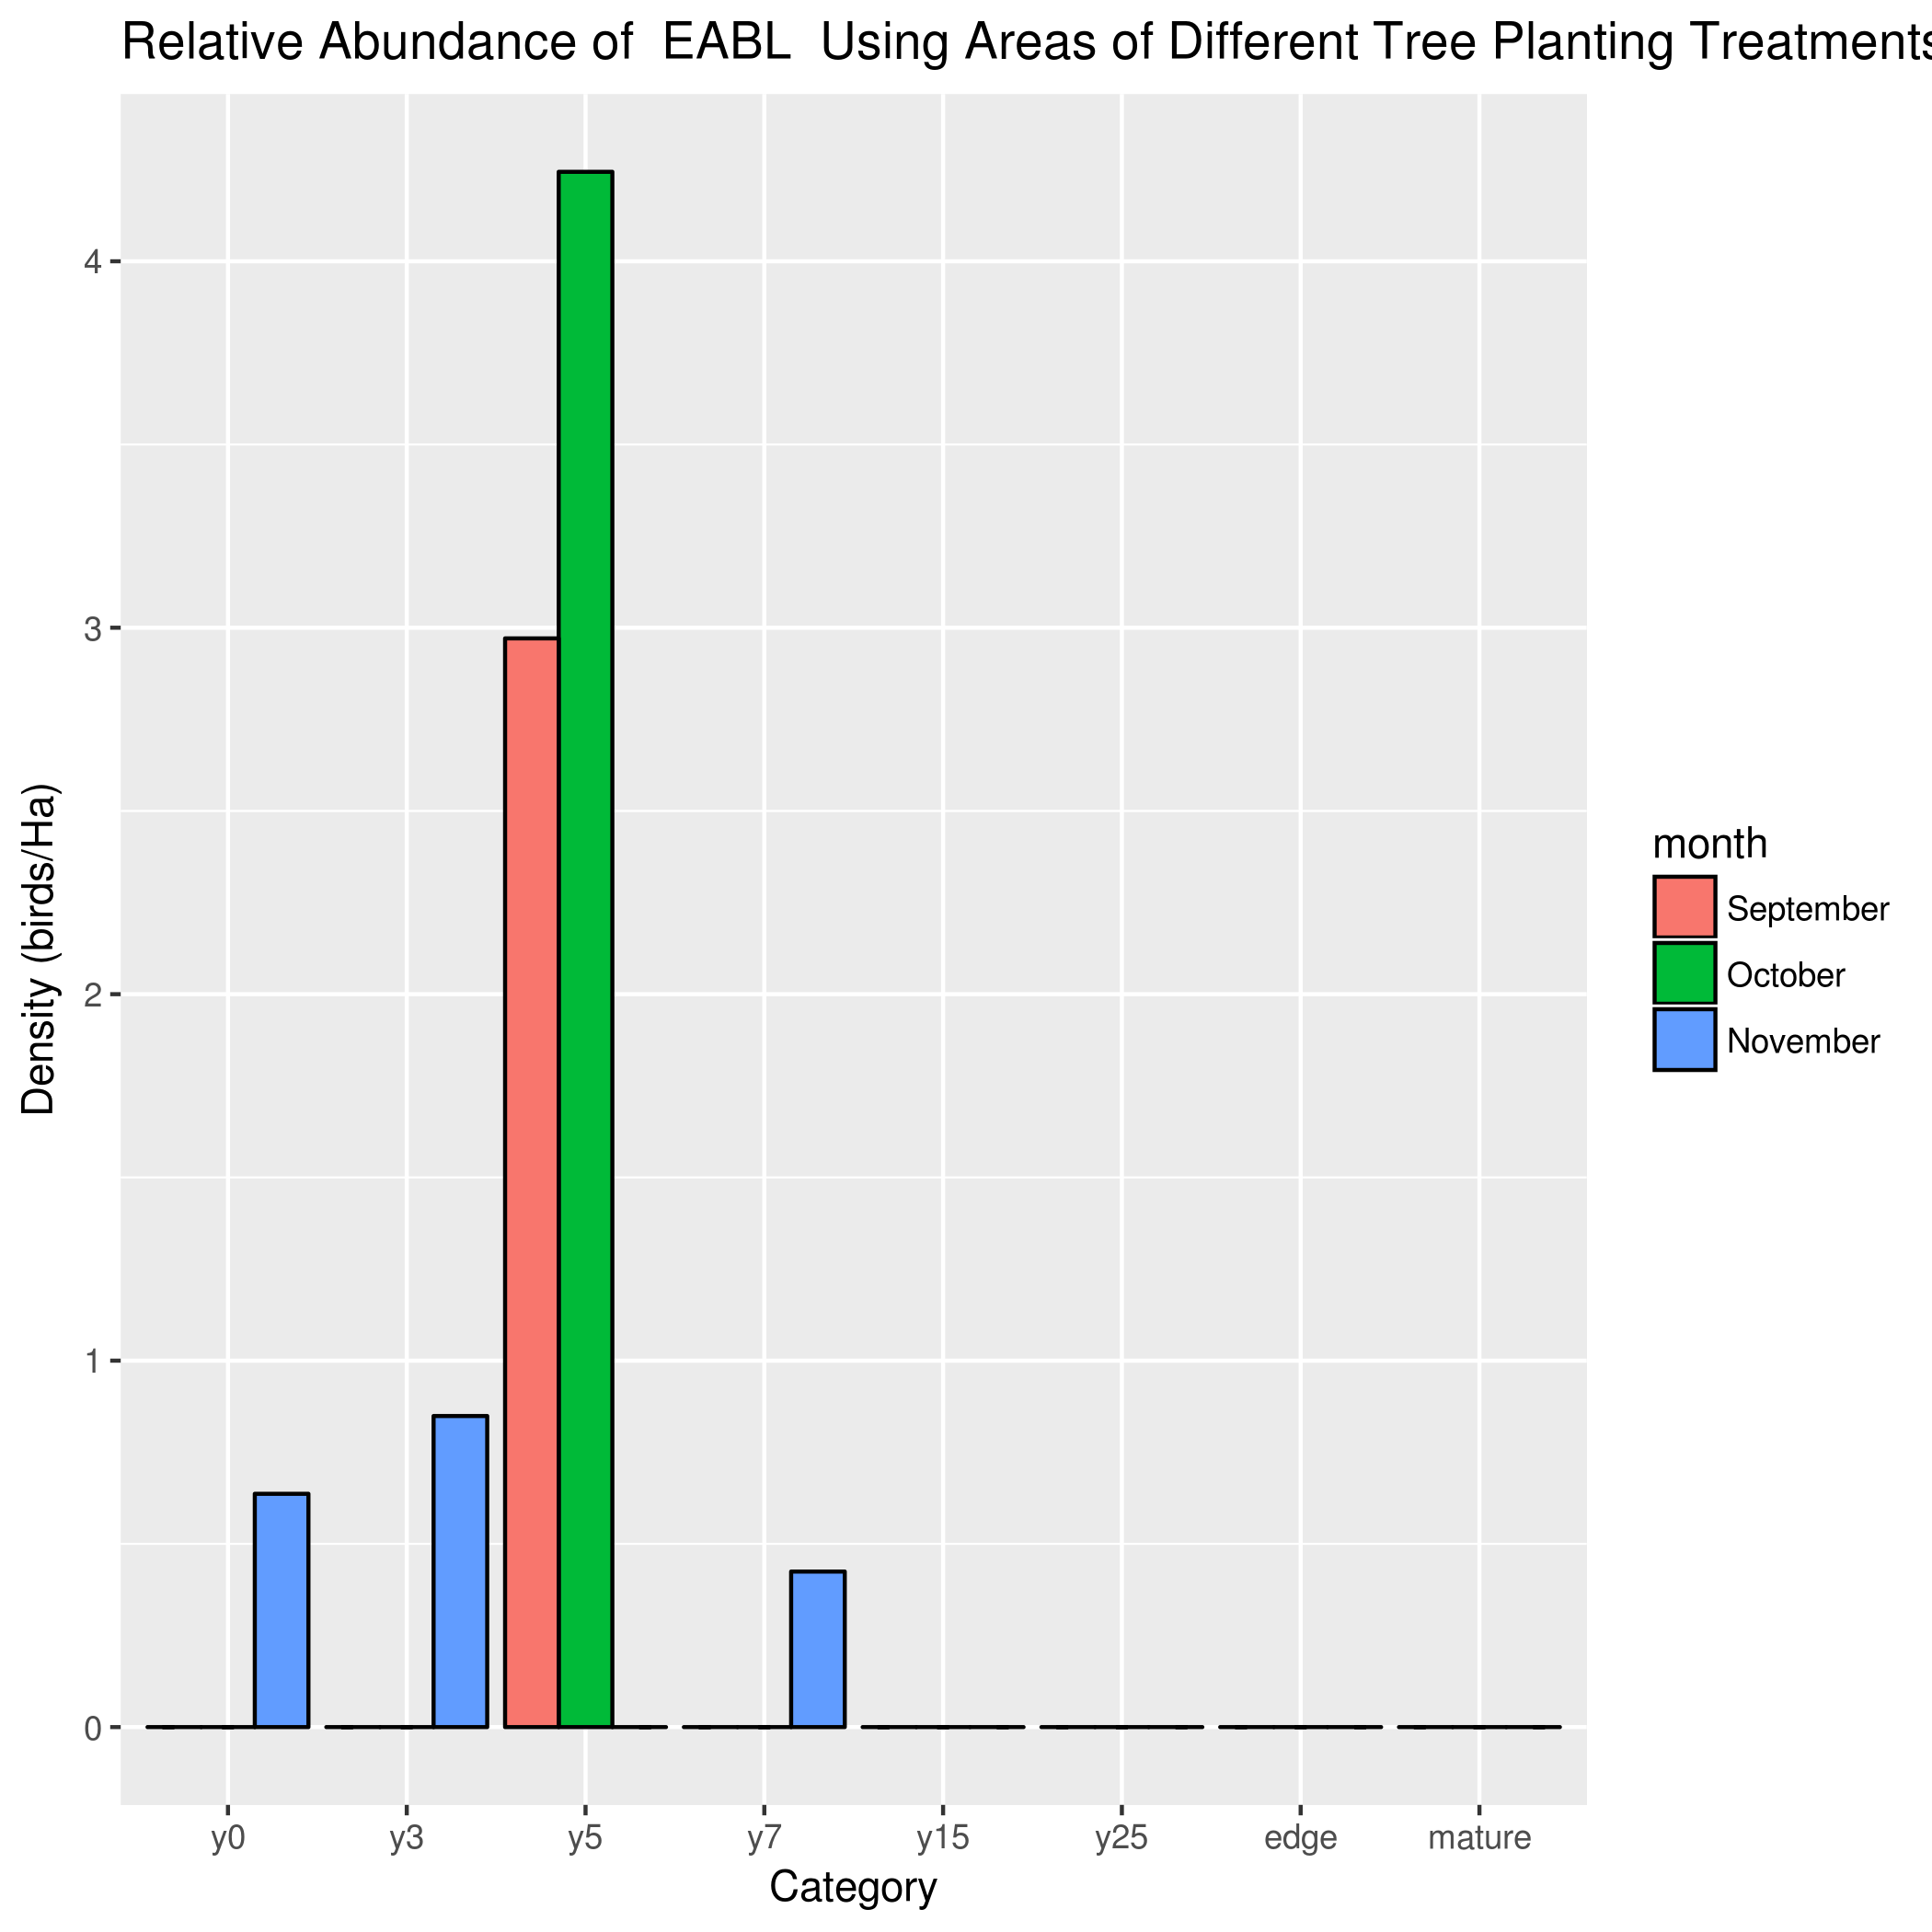 Relative Abundance of  EABL  Using Areas of Different Tree Planting Treatments
4
3
2
1
0
Density (birds/Ha)
y0 y3 y5 y7 y15 y25 edge mature
Category
month
September
October
November